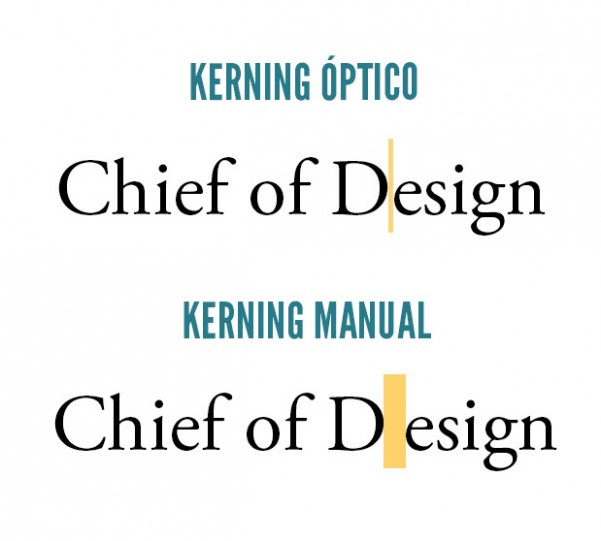 KERNING ÓPTICO
Chief of Design
KERNING MANUAL
Chief of Design